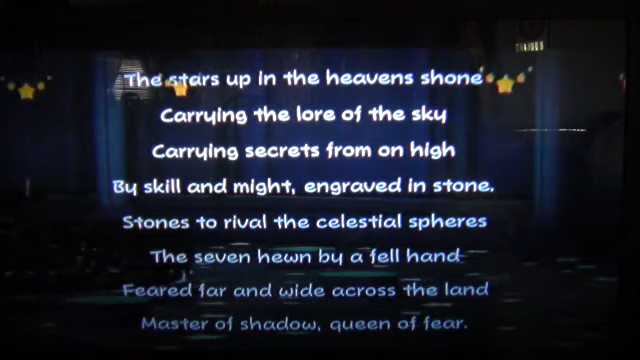 The stars up in the heavens shone
Carrying the lore of the sky
Carrying secrets from on high
By skill and might, engraved in stone.
Stones to rival the celestial spheres
The seven hewn by a fell hand
Feared far and wide across the land
Master of shadow, queen of fear.